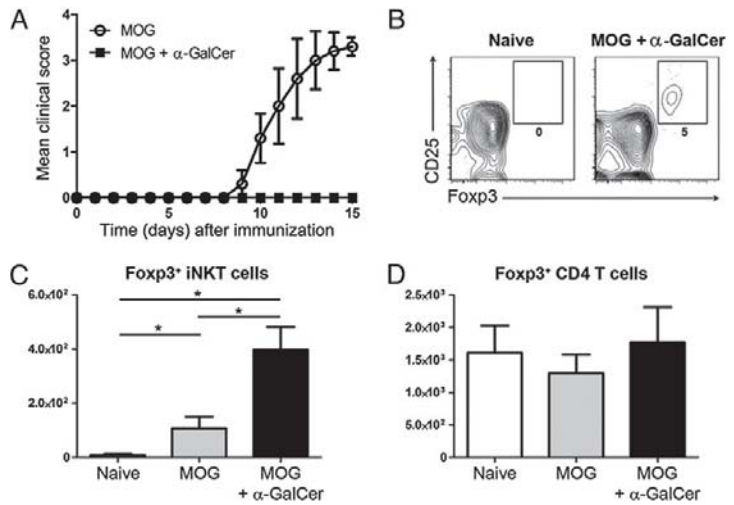 A
4
3
2
1
0
Mean clinical score
MOG
MOG + α-GalCer
0
5
10
15
Time (days) after immunization
B
Naive
MOG + α-GalCer
0
5
CD25
Foxp3
C
Foxp3⁺ iNKT cells
6.0x10²
4.0x10²
2.0x10²
0
*
*
*
Naive
MOG
MOG
+ α-GalCer
D
Foxp3⁺ CD4 T cells
2.5x10³
2.0x10³
1.5x10³
1.0x10³
5.0x10²
0
Naive
MOG
MOG
+ α-GalCer